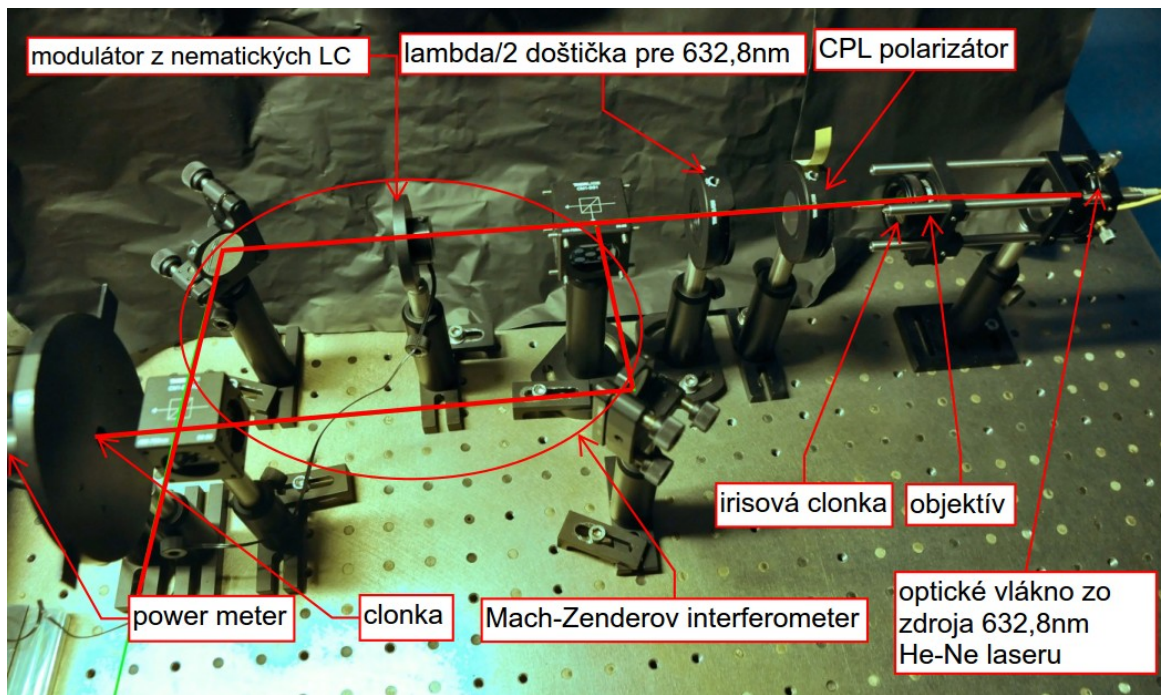 modulátor z nematických LC
lambda/2 doštička pre 632,8nm
CPL polarizátor
irisová clonka
objektív
power meter
clonka
Mach-Zenderov interferometer
optické vlákno zo
zdroja 632,8nm
He-Ne laseru